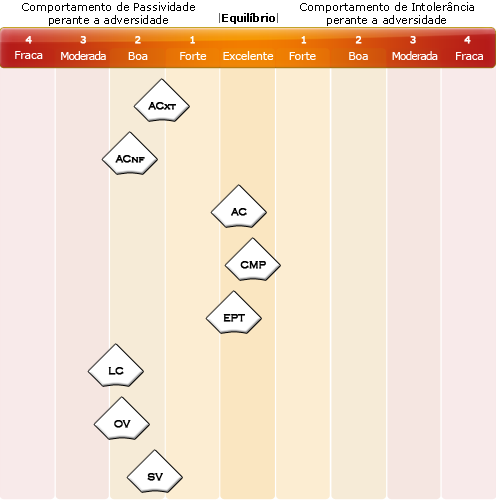 Comportamento de Passividade
perante a adversidade
|Equilíbrio|
Comportamento de Intolerância
perante a adversidade
4 3 2 1 1 2 3 4
Fraca Moderada Boa Forte Excelente Forte Boa Moderada Fraca
ACXT
ACNF
AC
CMP
EPT
LC
OV
SV